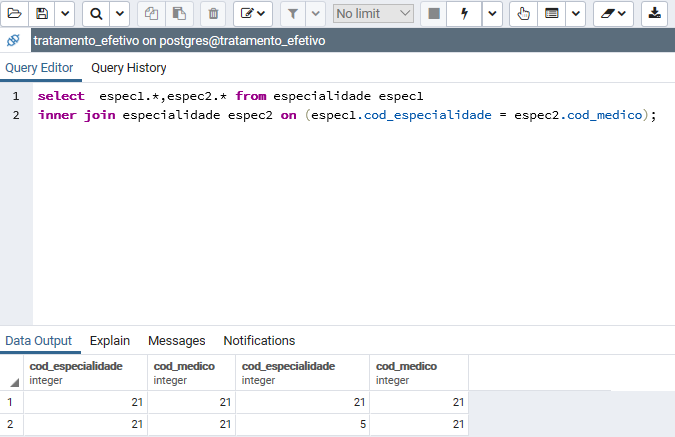 No limit
tratamento_efetivo on postgres@tratamento_efetivo
Query Editor Query History
1 select espec1.*,espec2.* from especialidade espec1
2 inner join especialidade espec2 on (espec1.cod_especialidade = espec2.cod_medico);
Data Output Explain Messages Notifications
cod_especialidade cod_medico cod_especialidade cod_medico
integer integer integer integer
1 21 21 21 21
2 21 21 5 21